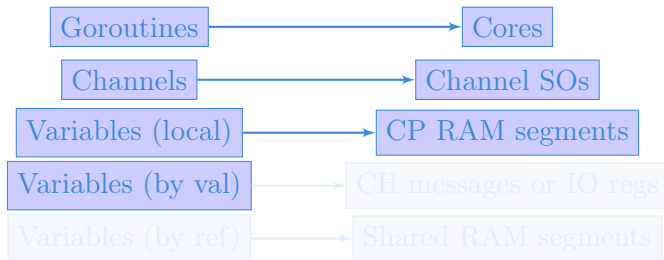 Goroutines Cores
Channels Channel SOs
Variables (local) CP RAM segments
Variables (by val) CH messages or IO regs
Variables (by ref) Shared RAM segments